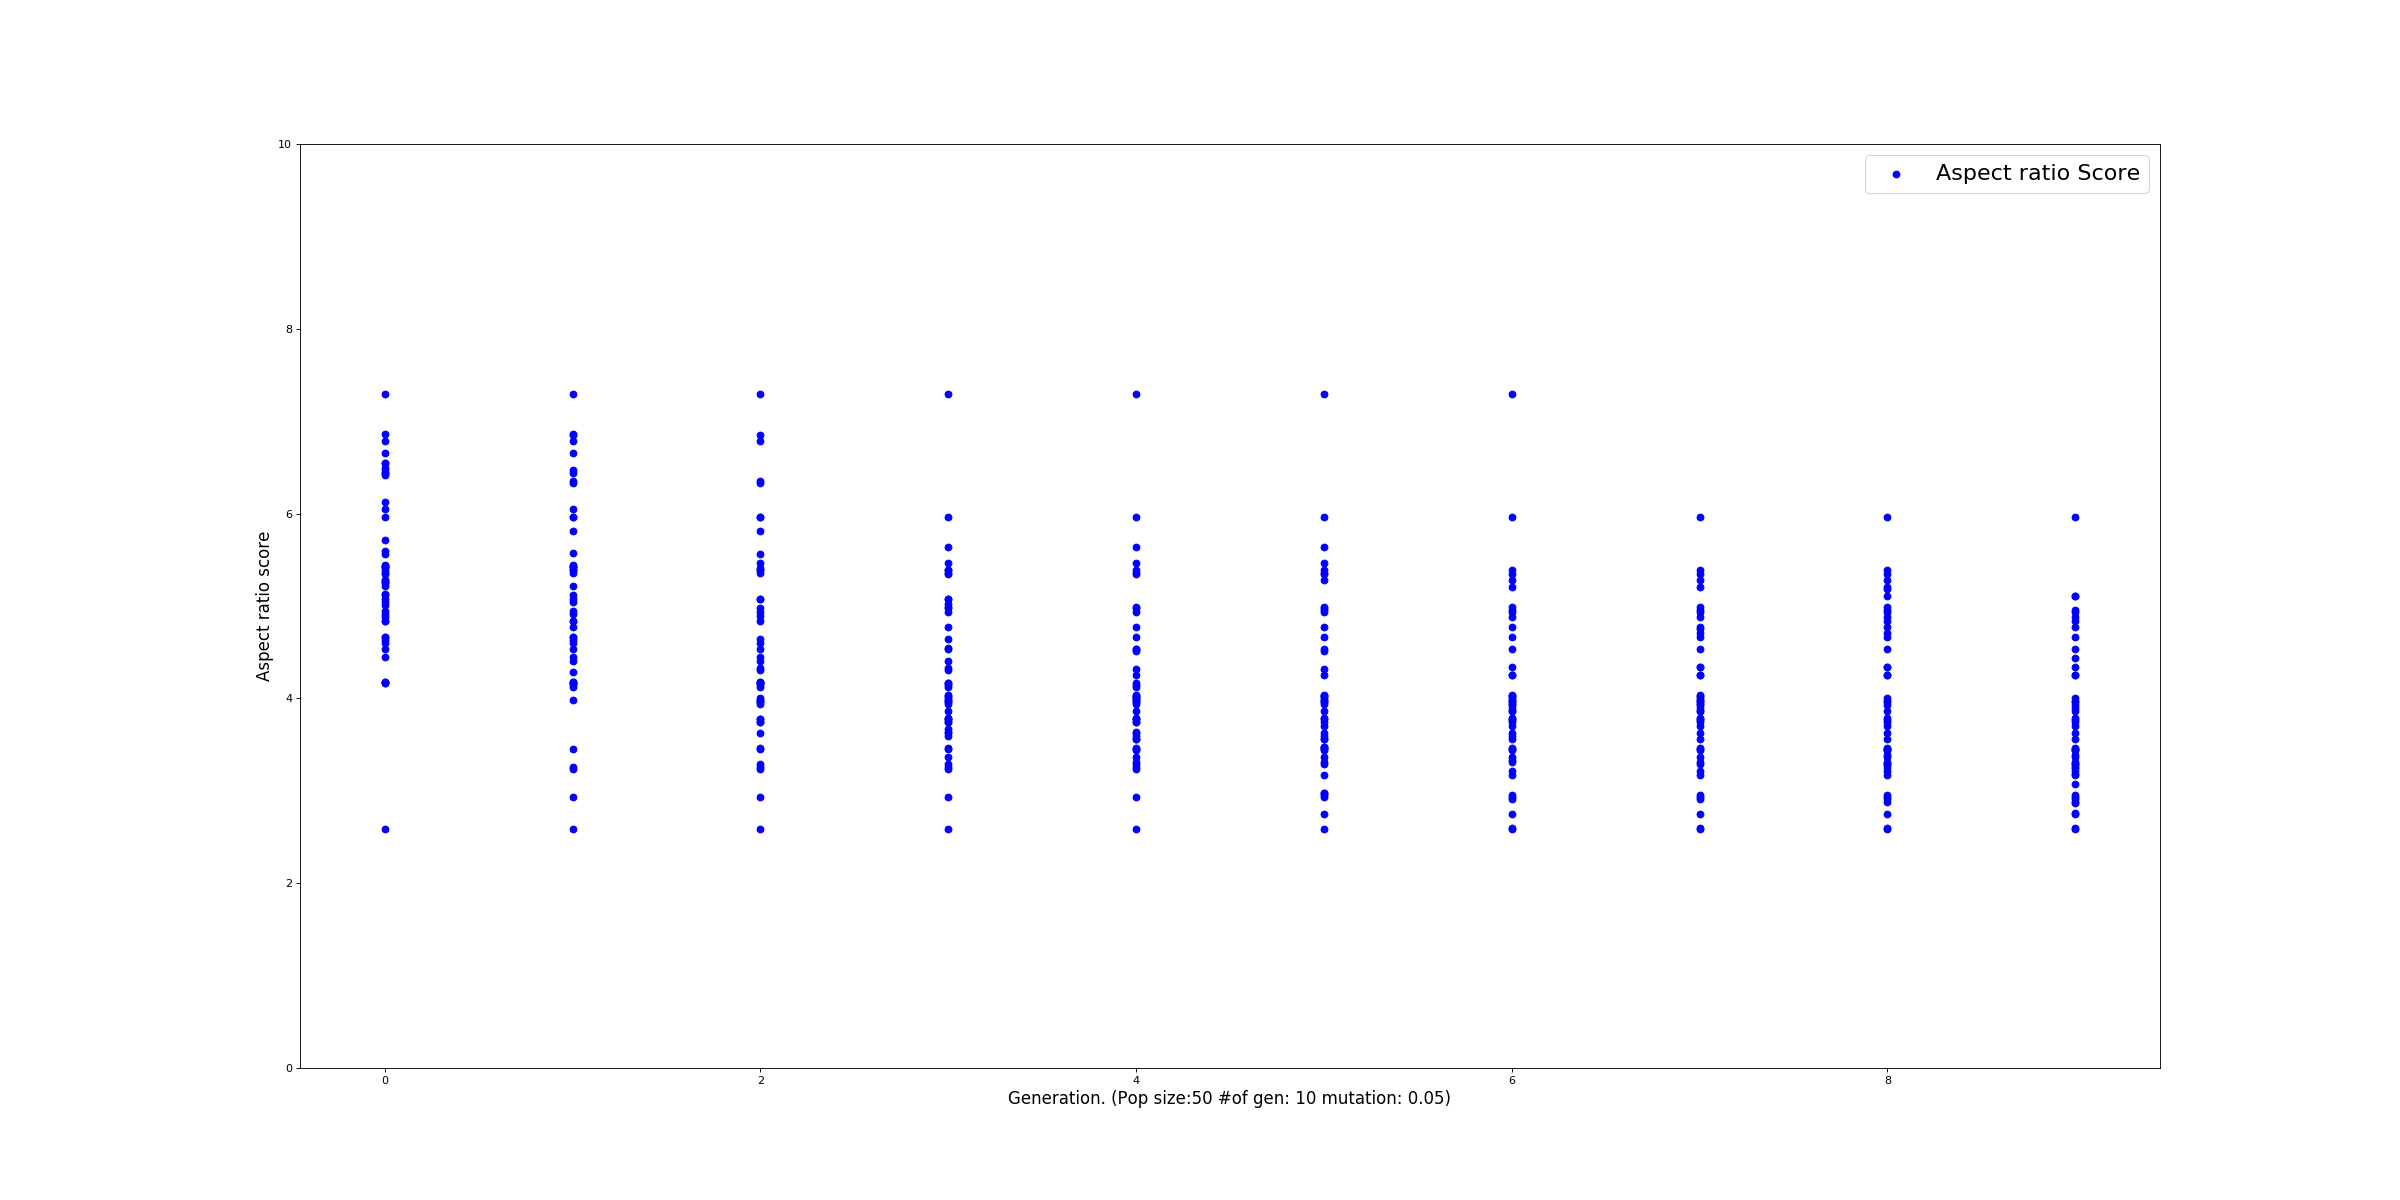 Aspect ratio Score
10
8
6
4
2
0
Aspect ratio score
0 2 4 6 8
Generation. (Pop size:50 #of gen: 10 mutation: 0.05)